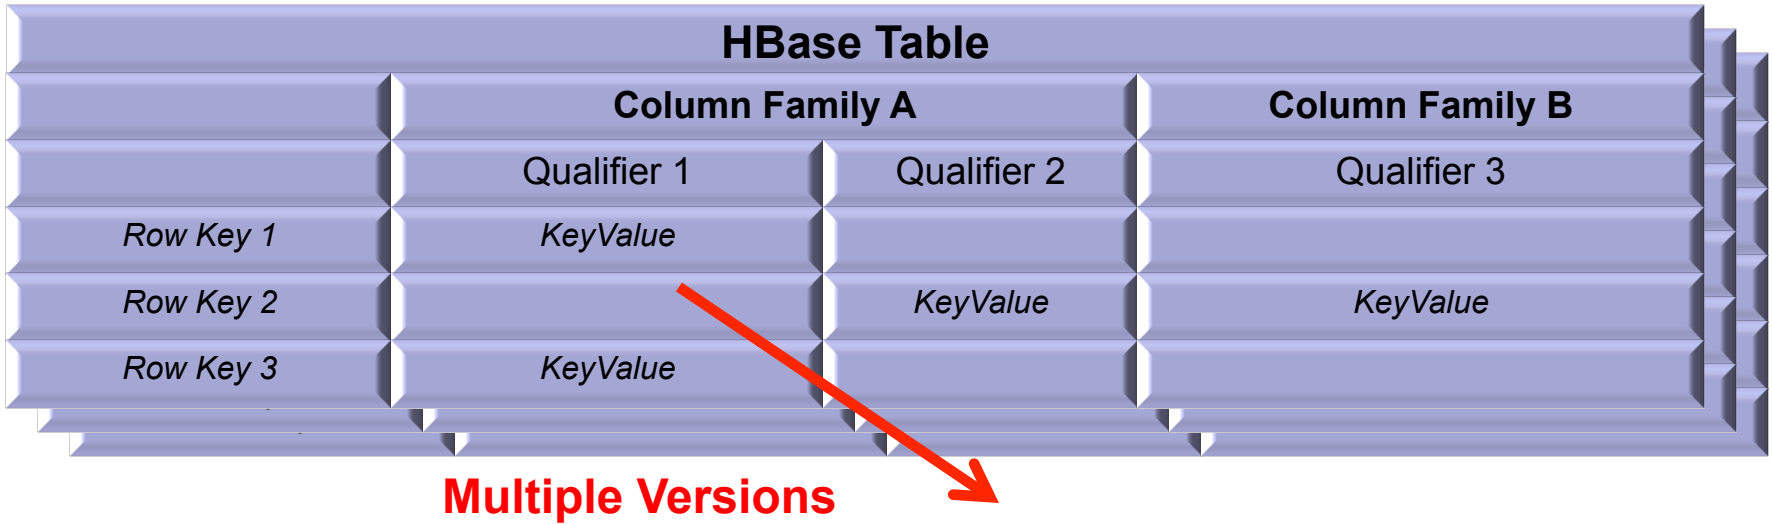 HBase Table
Column Family A Column Family B
Qualifier 1 Qualifier 2 Qualifier 3
Row Key 1 KeyValue
Row Key 2 KeyValue KeyValue
Row Key 3 KeyValue
Multiple Versions